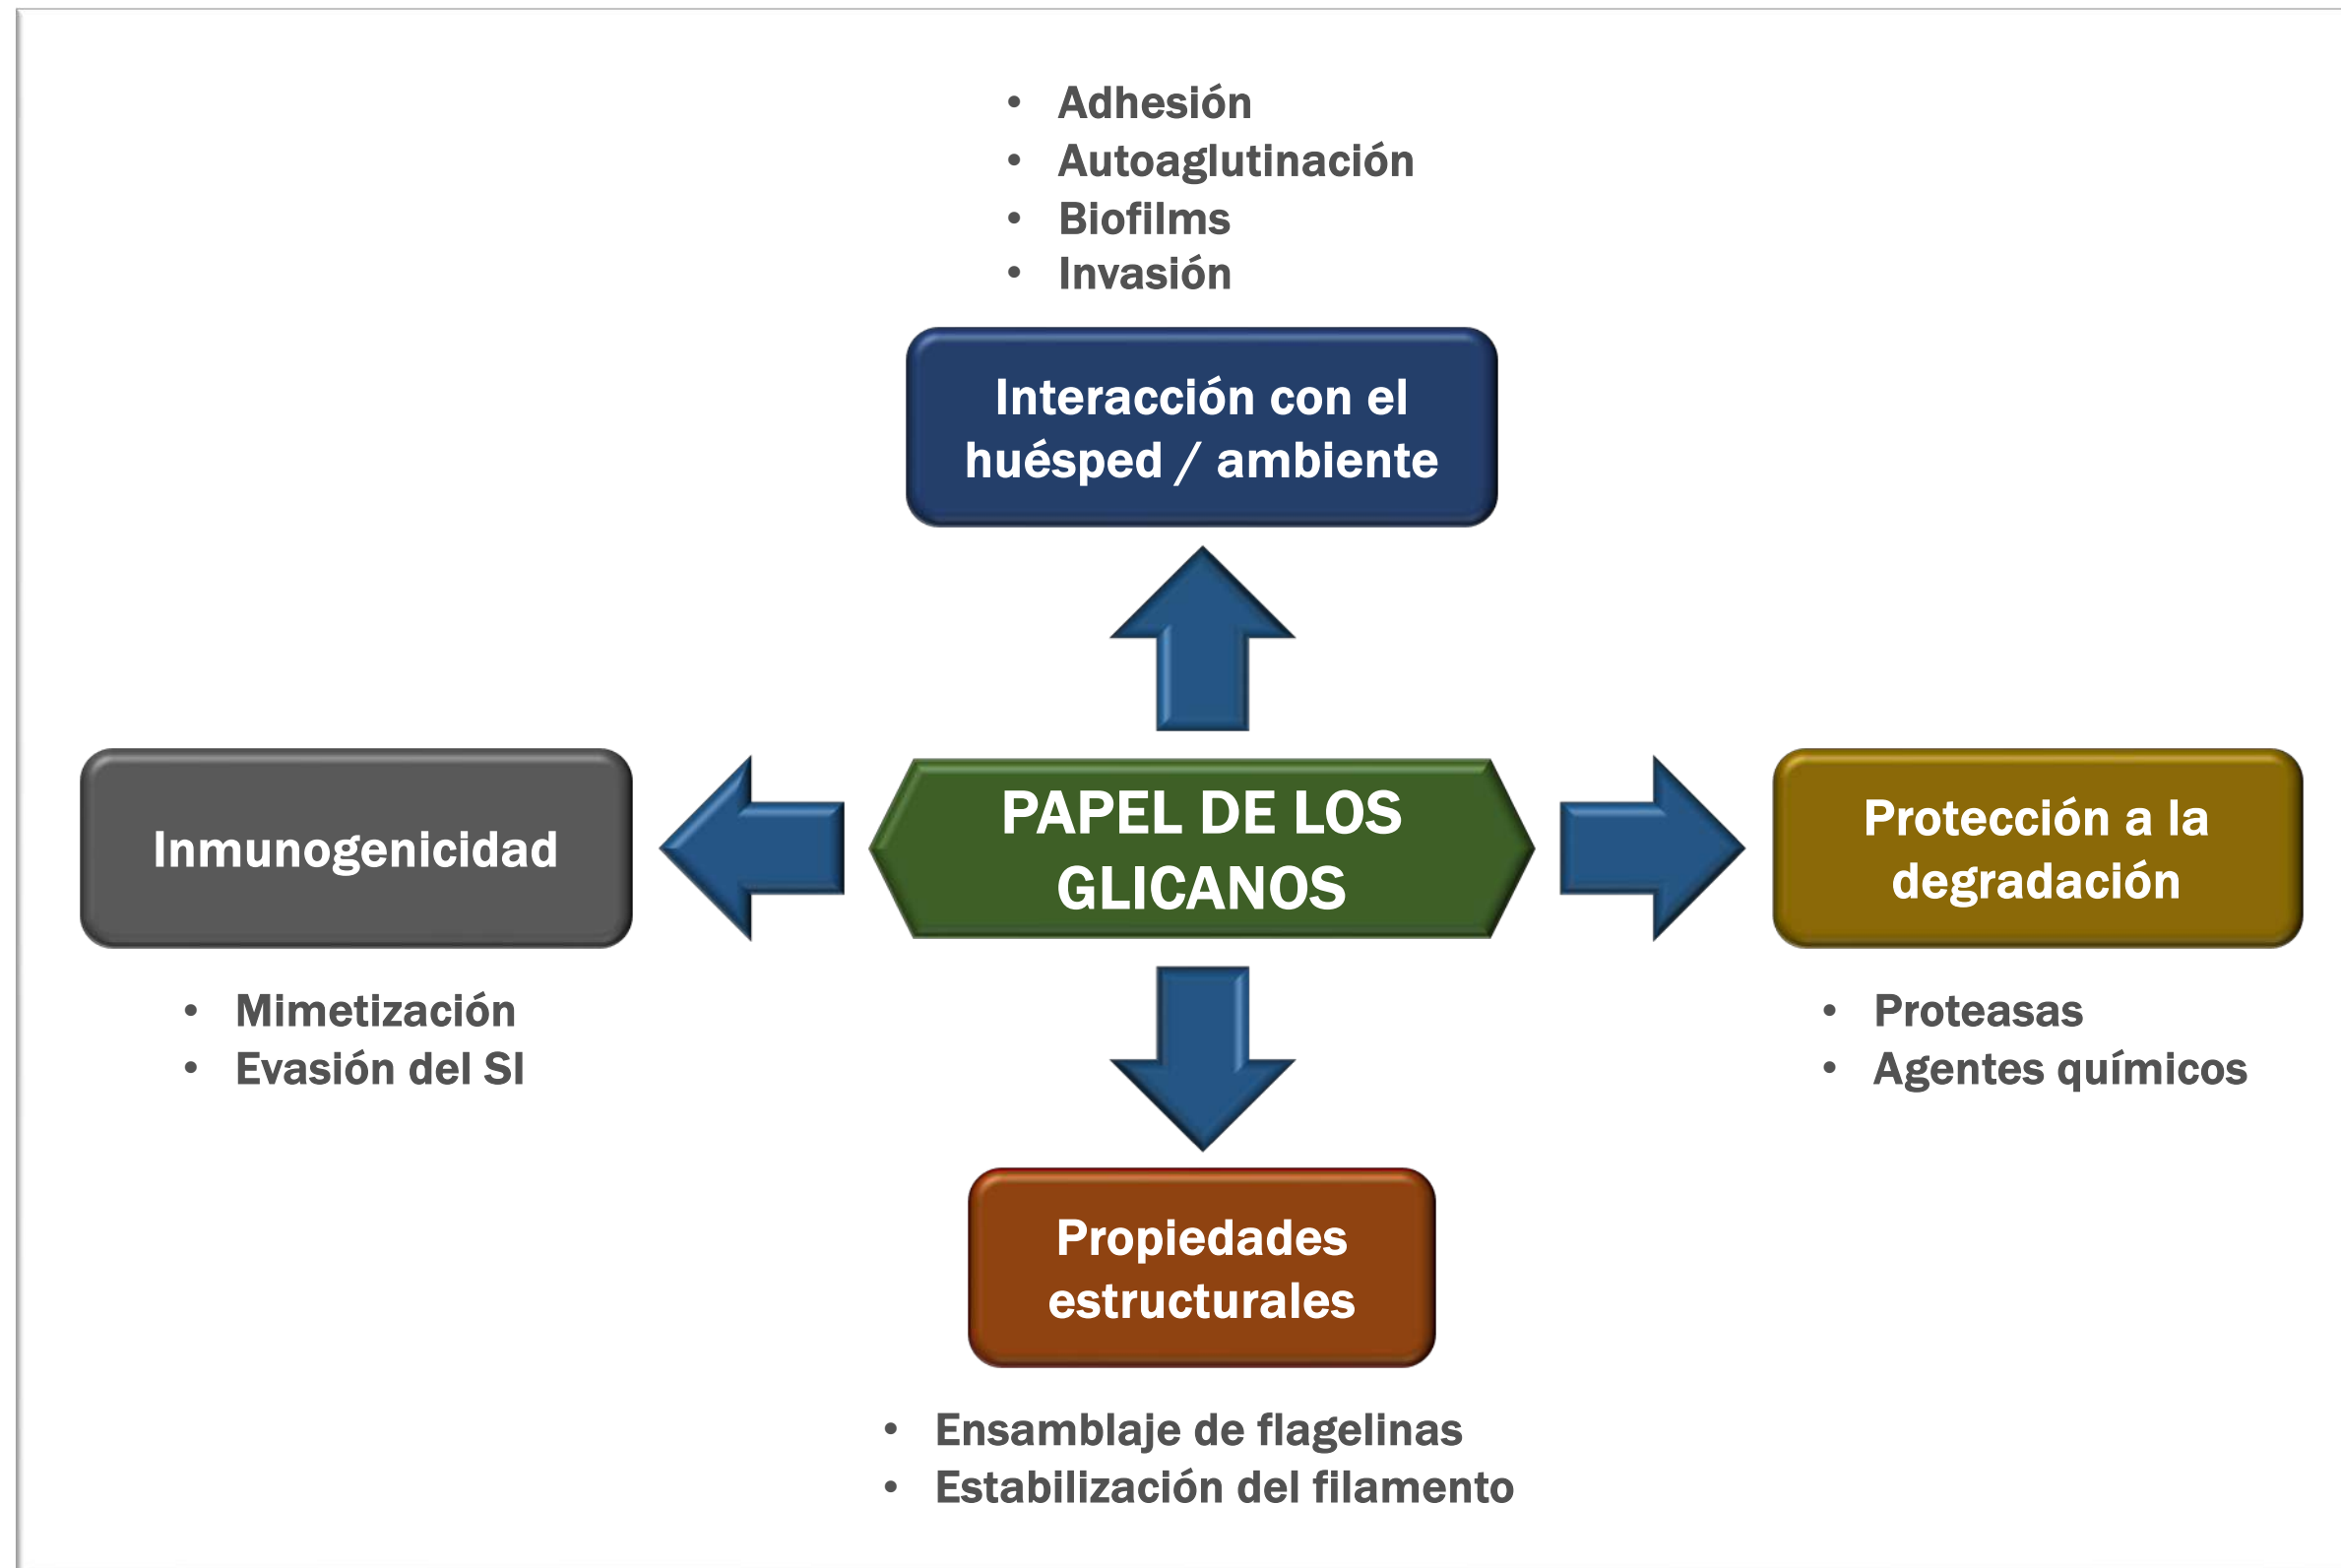 • Adhesión
• Autoaglutinación
• Biofilms
• Invasión
Interacción con el
huésped / ambiente
Inmunogenicidad
• Mimetización
• Evasión del SI
PAPEL DE LOS
GLICANOS
Protección a la
degradación
• Proteasas
• Agentes químicos
Propiedades
estructurales
• Ensamblaje de flagelinas
• Estabilización del filamento